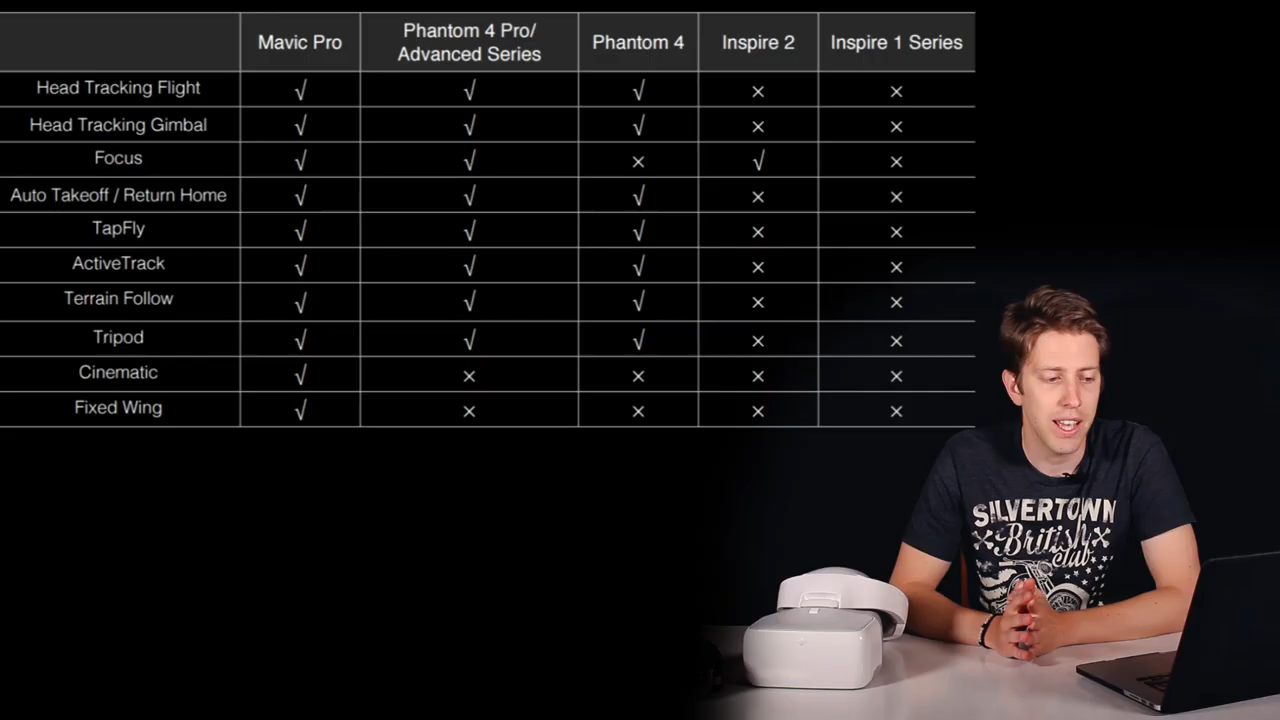 Mavic Pro Phantom 4 Pro/ Phantom 4 Inspire 2 Inspire 1 Series
Advanced Series
Head Tracking Flight √ √ √ × ×
Head Tracking Gimbal √ √ √ × ×
Focus √ √ × √ ×
Auto Takeoff / Return Home √ √ √ × ×
TapFly √ √ √ × ×
ActiveTrack √ √ √ × ×
Terrain Follow √ √ √ × ×
Tripod √ √ √ × ×
Cinematic √ × × × ×
Fixed Wing √ × × × ×
SILVERTOWN
British
club